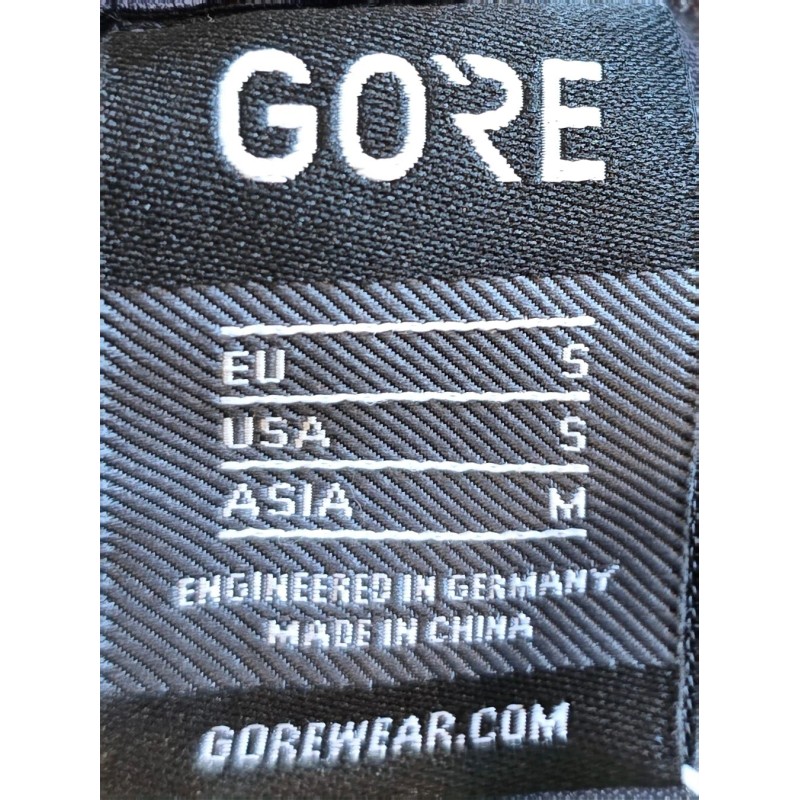 GORE
EU S
USA S
ASIA M
ENGINEERED IN GERMANY
MADE IN CHINA
GOREWEAR.COM